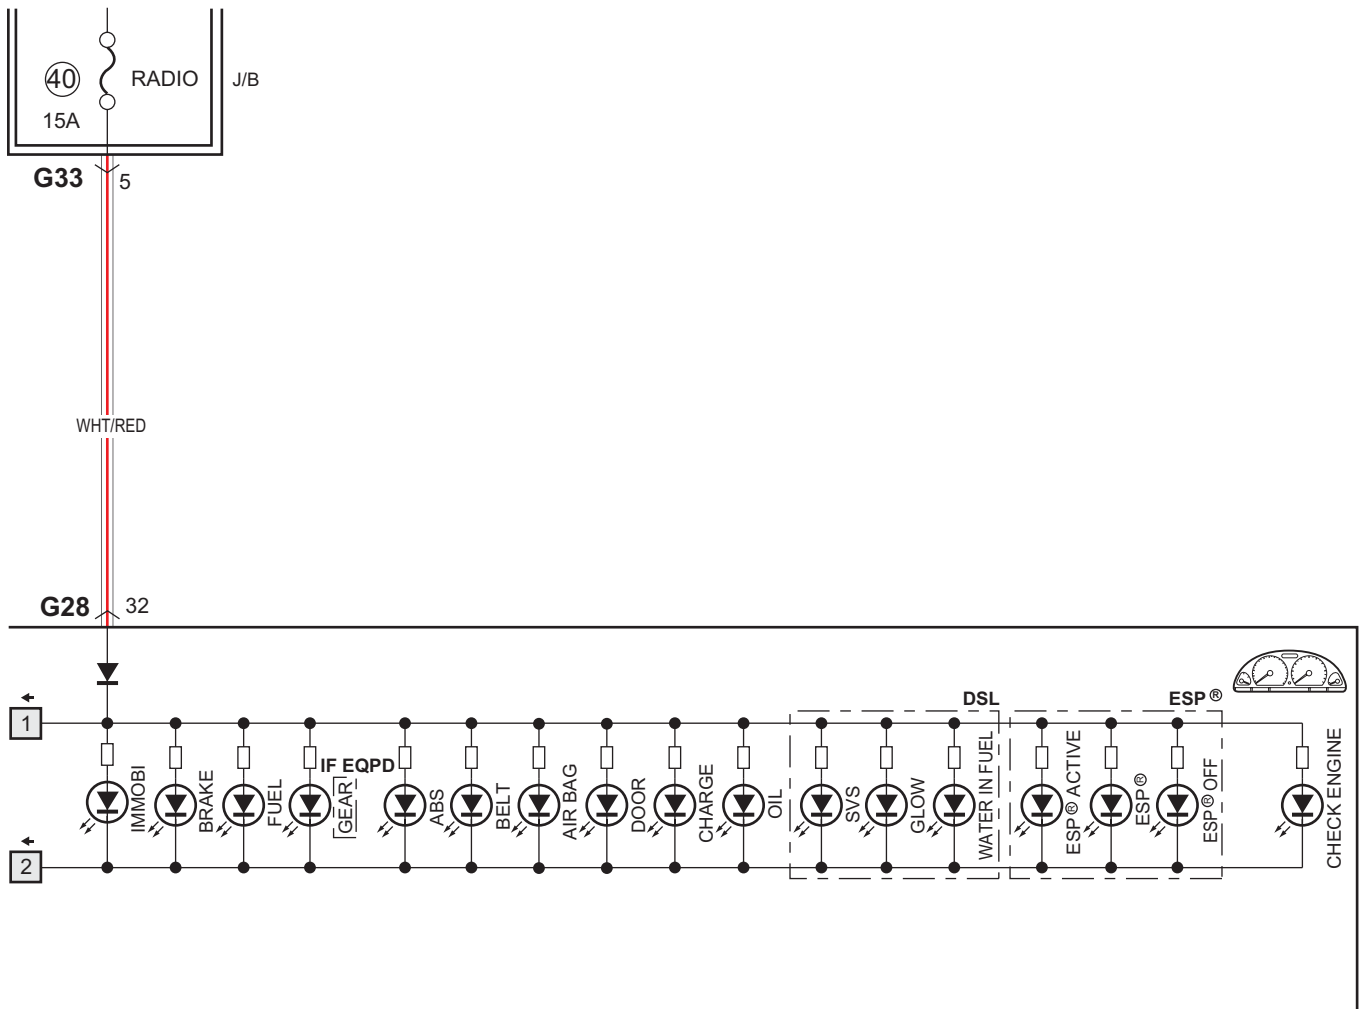 40
RADIO
J/B
15A
G33
5
WHT/RED
G28
32
1
DSL
ESP®
IMMOBI
BRAKE
FUEL
IF EQPD
GEAR
ABS
BELT
AIR BAG
DOOR
CHARGE
OIL
SVS
GLOW
WATER IN FUEL
ESP® ACTIVE
ESP®
ESP® OFF
CHECK ENGINE
2